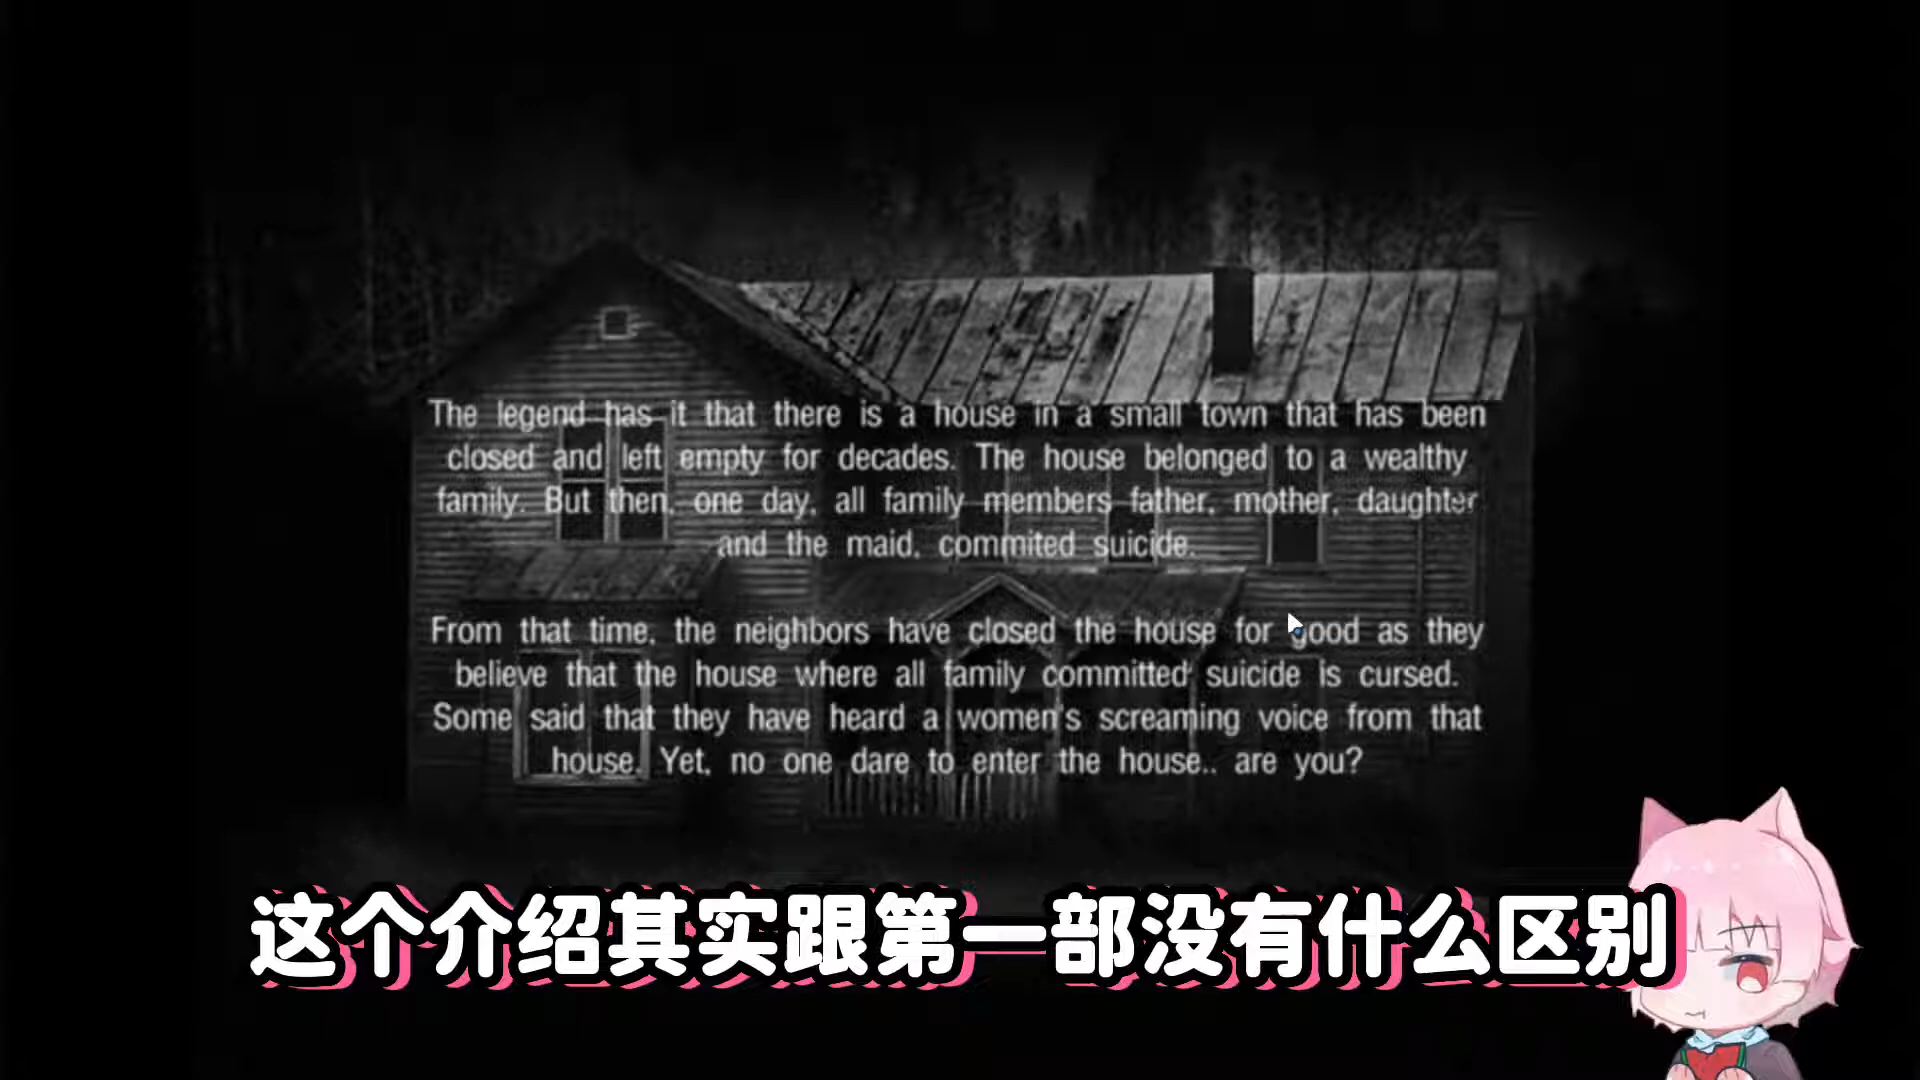 The legend has it that there is a house in a small town that has been
closed and left empty for decades. The house belonged to a wealthy
family. But then, one day, all family members father, mother, daughter
and the maid, commited suicide.
From that time, the neighbors have closed the house for good as they
believe that the house where all family committed' suicide is cursed.
Some said that they have heard a women's screaming voice from that
house. Yet, no one dare to enter the house.. are you?
这个介绍其实跟第一部没有什么区别